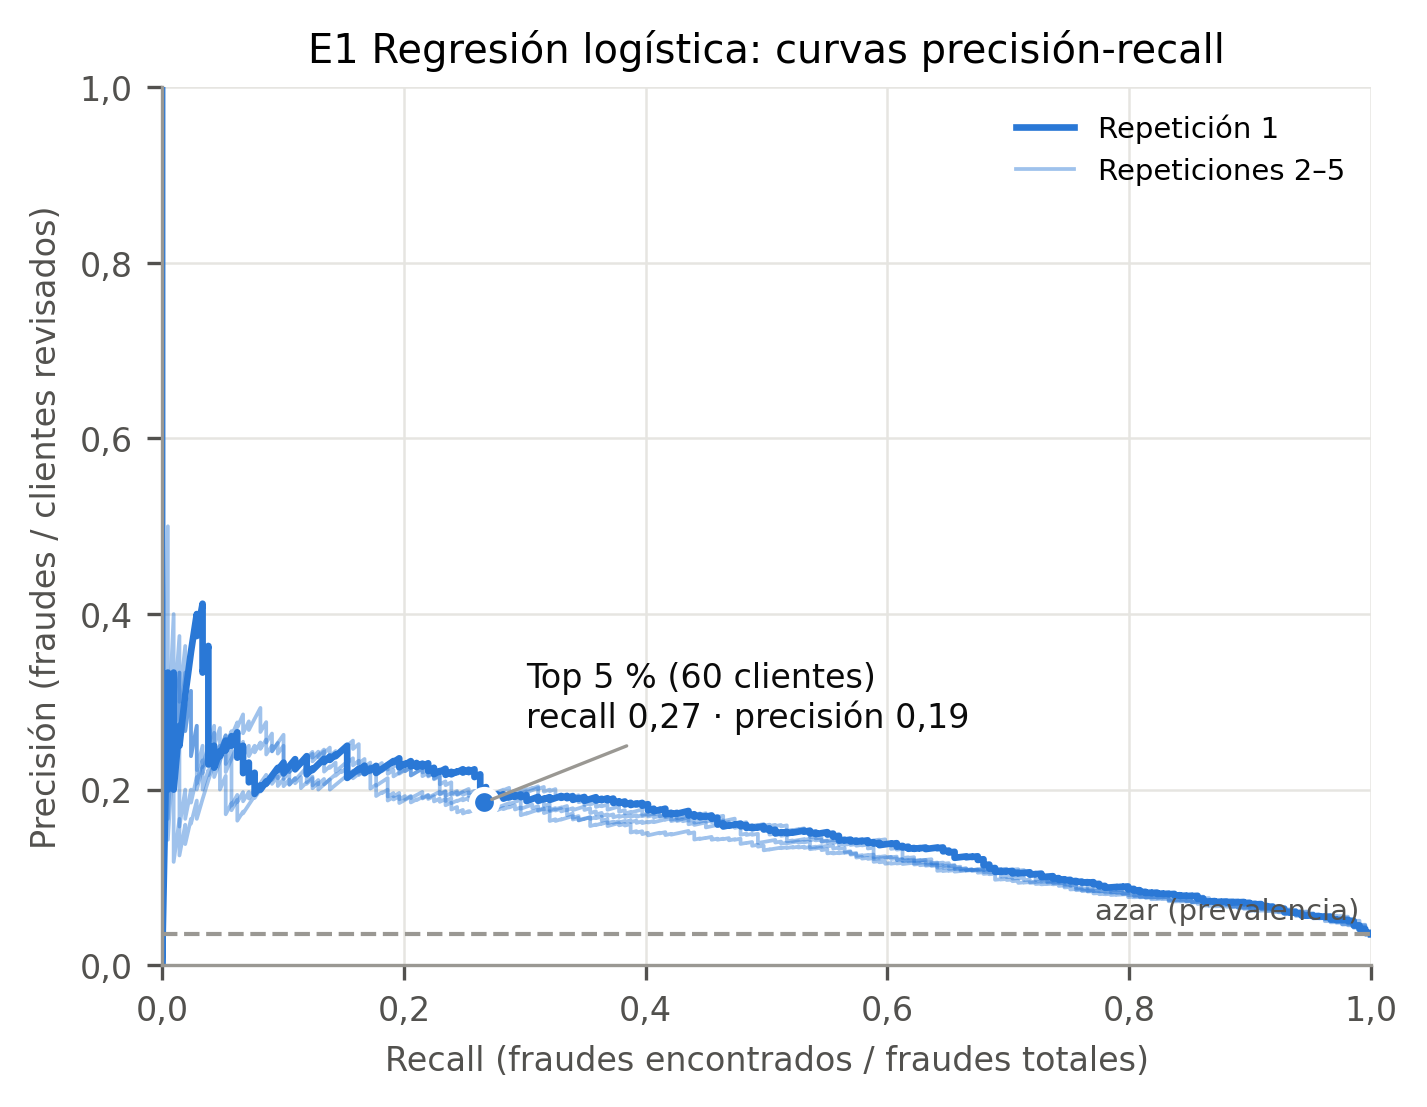 E1 Regresión logística: curvas precisión-recall
Precisión (fraudes / clientes revisados)
1,0
0,8
0,6
0,4
0,2
0,0
Repetición 1
Repeticiones 2–5
Top 5 % (60 clientes)
recall 0,27 · precisión 0,19
azar (prevalencia)
0,0
0,2
0,4
0,6
0,8
1,0
Recall (fraudes encontrados / fraudes totales)